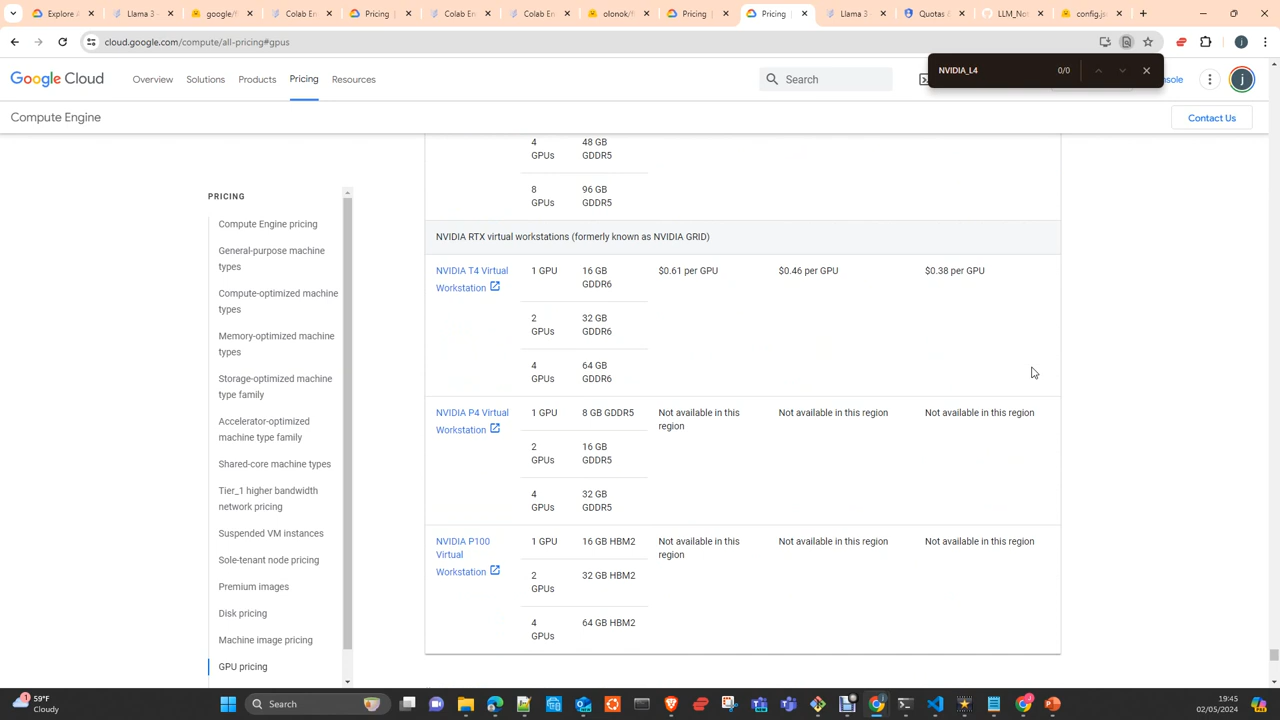 Explore A
Llama 3 -
google/f
Colab En
Pricing |
Colab En
Colab En
olonok/t
Pricing |
Pricing
Llama 3
Quotas &
LLM_Not
config.js
cloud.google.com/compute/all-pricing#gpus
NVIDIA_L4
0/0
Google Cloud
Overview
Solutions
Products
Pricing
Resources
Search
j
Compute Engine
Contact Us
PRICING
Compute Engine pricing
General-purpose machine
types
Compute-optimized machine
types
Memory-optimized machine
types
Storage-optimized machine
type family
Accelerator-optimized
machine type family
Shared-core machine types
Tier_1 higher bandwidth
network pricing
Suspended VM instances
Sole-tenant node pricing
Premium images
Disk pricing
Machine image pricing
GPU pricing
4 48 GB
GPUs GDDR5
8 96 GB
GPUs GDDR5
NVIDIA RTX virtual workstations (formerly known as NVIDIA GRID)
NVIDIA T4 Virtual 1 GPU 16 GB $0.61 per GPU $0.46 per GPU $0.38 per GPU
Workstation GDDR6
2 32 GB
GPUs GDDR6
4 64 GB
GPUs GDDR6
NVIDIA P4 Virtual 1 GPU 8 GB GDDR5 Not available in this Not available in this region Not available in this region
Workstation region
2 16 GB
GPUs GDDR5
4 32 GB
GPUs GDDR5
NVIDIA P100 1 GPU 16 GB HBM2 Not available in this Not available in this region Not available in this region
Virtual region
Workstation
2 32 GB HBM2
GPUs
4 64 GB HBM2
GPUs
59°F
Cloudy
Search
19:45
02/05/2024